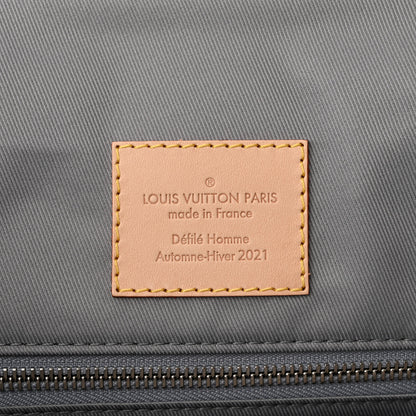 ®
LOUIS VUITTON PARIS
made in France
Défilé Homme
Automne-Hiver 2021